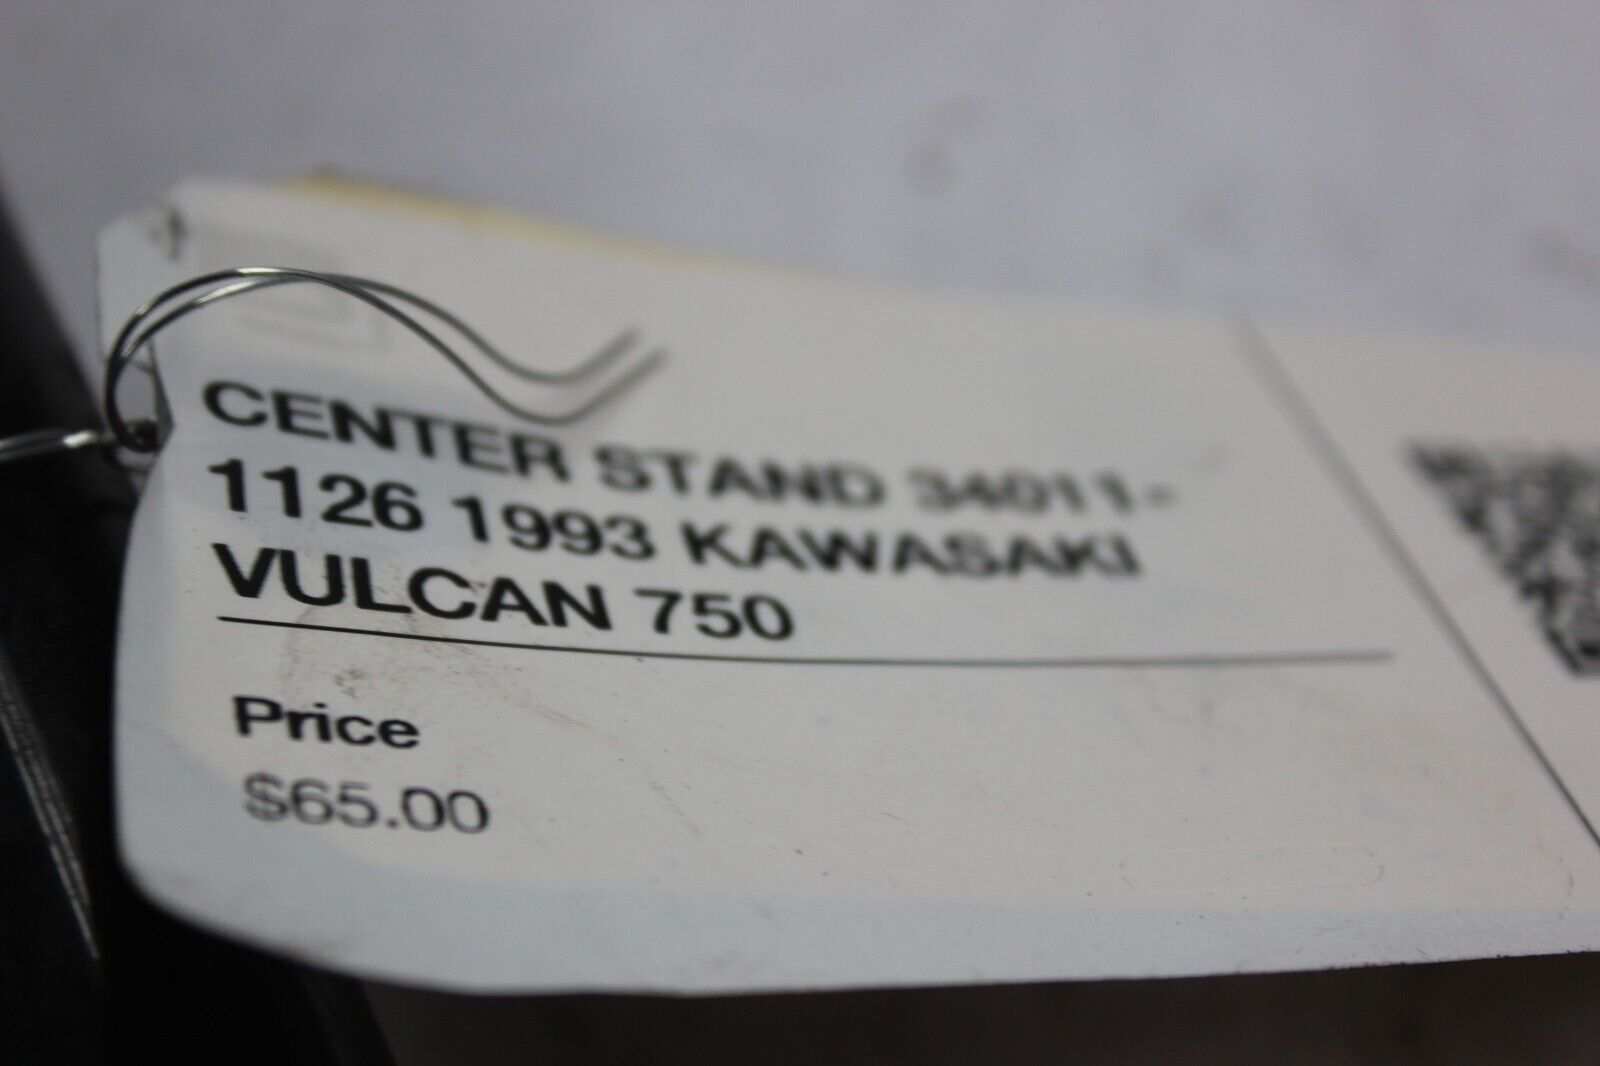 CENTER STAND 34011-
1126 1993 KAWASAKI
VULCAN 750
Price
$65.00